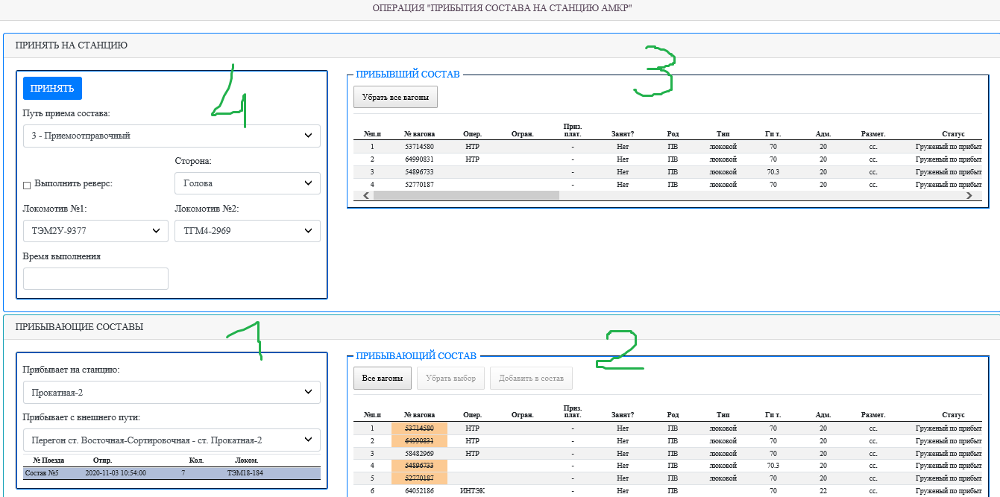 ОПЕРАЦИЯ "ПРИБЫТИЯ СОСТАВА НА СТАНЦИЮ АМКР"
ПРИНЯТЬ НА СТАНЦИЮ
4
ПРИНЯТЬ
Путь приема состава:
3 - Приемоотправочный
Сторона:
Выполнить реверс:
Голова
Локомотив №1: Локомотив №2:
ТЭМ2У-9377 ТГМ4-2969
Время выполнения
3
ПРИБЫВШИЙ СОСТАВ
Убрать все вагоны
№п.п № вагона Опер. Огран. Приз. плат. Занят? Род Тип Гп т. Адм. Размет. Статус
1 53714580 НТР - Нет ПВ люковой 70 20 сс. Груженый по прибыт
2 64990831 НТР - Нет ПВ люковой 70 20 сс. Груженый по прибыт
3 54896733 - Нет ПВ люковой 70.3 20 сс. Груженый по прибыт
4 52770187 - Нет ПВ люковой 70 20 сс. Груженый по прибыт
ПРИБЫВАЮЩИЕ СОСТАВЫ
1
Прибывает на станцию:
Прокатная-2
Прибывает с внешнего пути:
Перегон ст. Восточная-Сортировочная - ст. Прокатная-2
№ Поезда Отпр. Кол. Локом.
Состав №5 2020-11-03 10:54:00 7 ТЭМ18-184
2
ПРИБЫВАЮЩИЙ СОСТАВ
Все вагоны Убрать выбор Добавить в состав
№п.п № вагона Опер. Огран. Приз. плат. Занят? Род Тип Гп т. Адм. Размет. Статус
1 53714580 НТР - Нет ПВ люковой 70 20 сс. Груженый по прибыт
2 64990831 НТР - Нет ПВ люковой 70 20 сс. Груженый по прибыт
3 58482969 НТР - Нет ПВ люковой 70 20 сс. Груженый по прибыт
4 54896733 - Нет ПВ люковой 70.3 20 сс. Груженый по прибыт
5 52770187 - Нет ПВ люковой 70 20 сс. Груженый по прибыт
6 64052186 ИНТЭК - Нет ПВ 70 22 сс. Груженый по прибыт